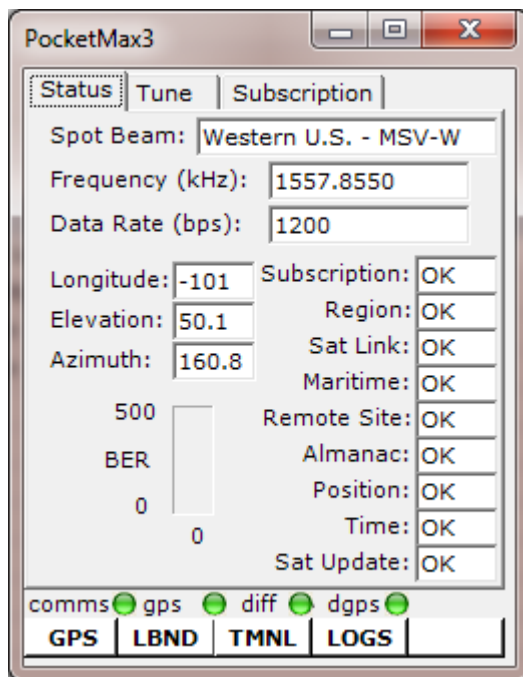 PocketMax3
Status Tune Subscription
Spot Beam: Western U.S. - MSV-W
Frequency (kHz): 1557.8550
Data Rate (bps): 1200
Longitude: -101 Subscription: OK
Region: OK
Elevation: 50.1
Sat Link: OK
Azimuth: 160.8
Maritime: OK
500 Remote Site: OK
BER Almanac: OK
0 Position: OK
0 Time: OK
Sat Update: OK
comms gps diff dgps
GPS LBND TMNL LOGS